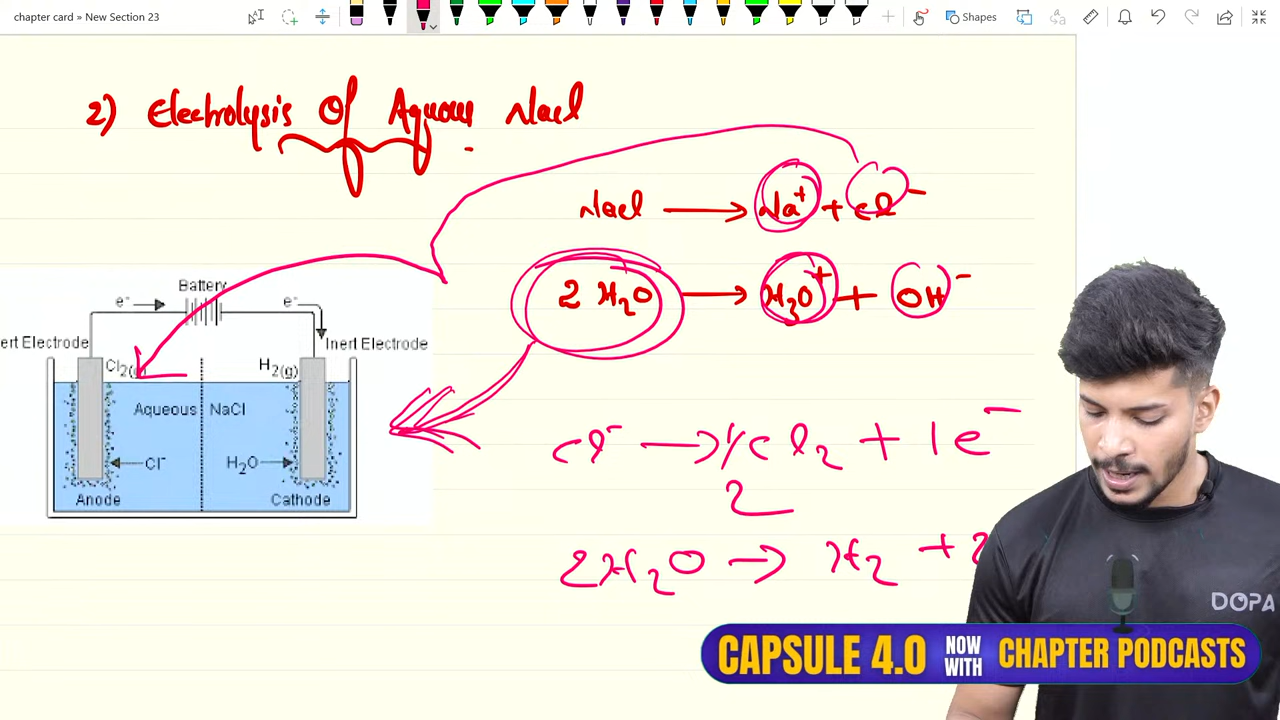 chapter card » New Section 23
Shapes
2) Electrolysis Of Aqueous Nacl
Nacl → Na⁺ + cl⁻
2 H₂O → H₃O⁺ + OH⁻
Battery
e⁻ e⁻
ert Electrode Inert Electrode
Cl₂(g) H₂(g)
Aqueous NaCl
Cl⁻ H₂O
Anode Cathode
cl⁻ → 1/2 cl₂ + 1e⁻
2H₂O → H₂ + 2
DOPA
CAPSULE 4.0 NOW WITH CHAPTER PODCASTS